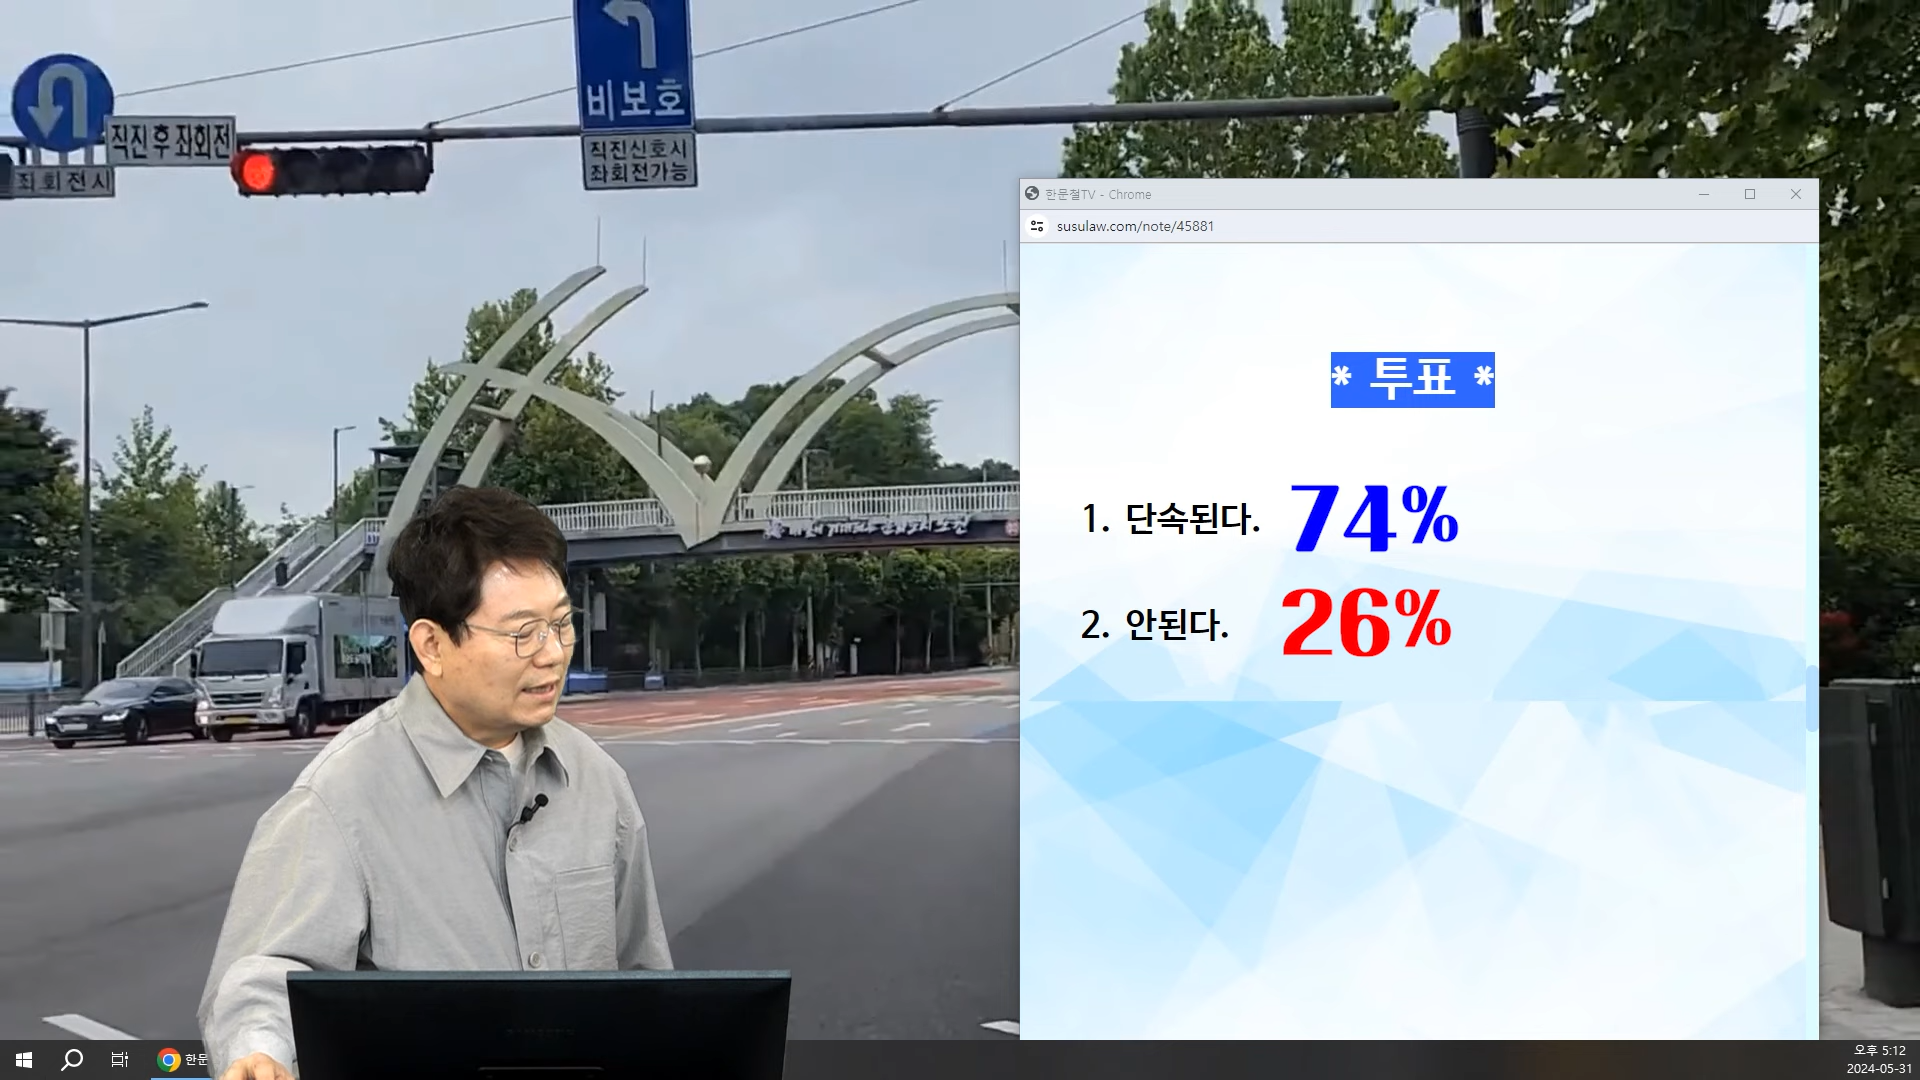 비보호
직진 후 좌회전
좌회전시
직진신호시
좌회전가능
한문철TV - Chrome
susulaw.com/note/45881
* 투표 *
1. 단속된다. 74%
2. 안된다. 26%
한문
오후 5:12
2024-05-31